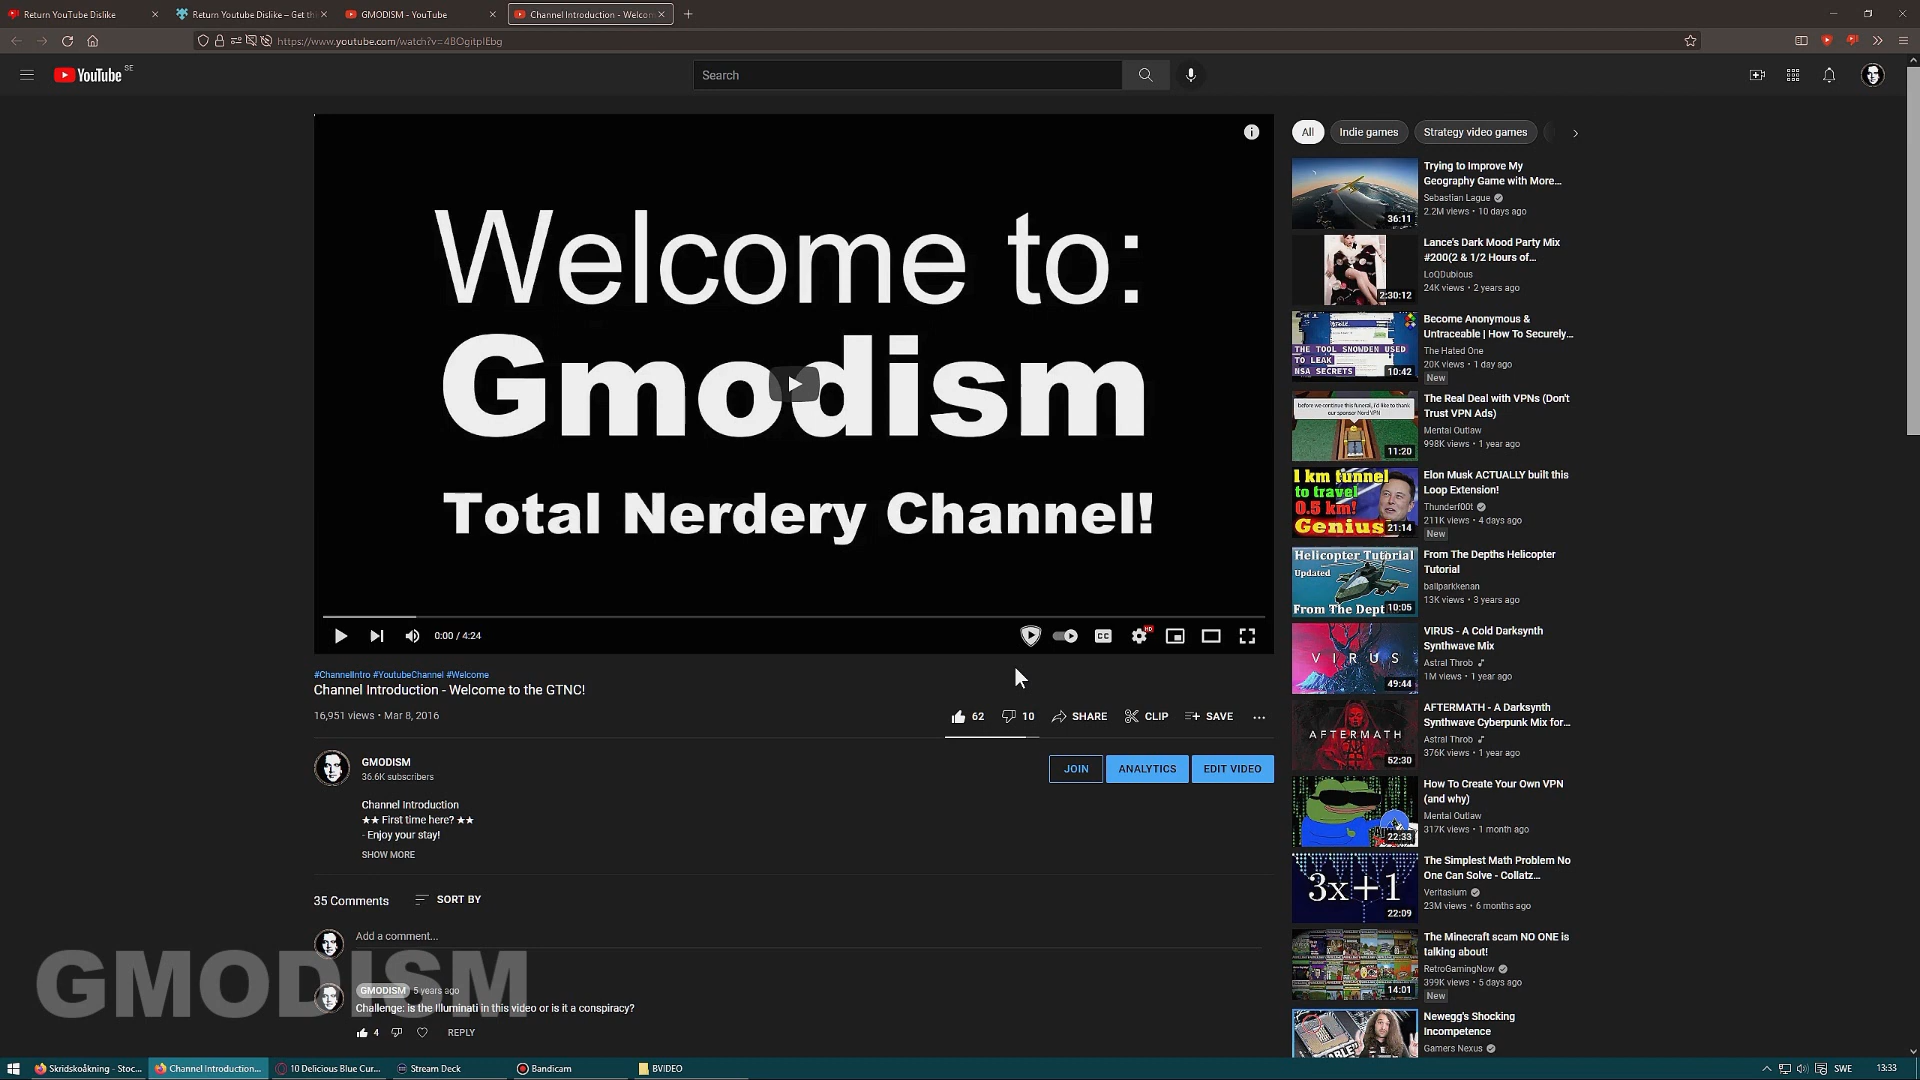 Return YouTube Dislike
Return Youtube Dislike – Get th
GMODISM - YouTube
Channel Introduction - Welcom
https://www.youtube.com/watch?v=4BOgitpIEbg
YouTube SE
Search
Welcome to:
Gmodism
Total Nerdery Channel!
0:00 / 4:24
CC
HD
#ChannelIntro #YoutubeChannel #Welcome
Channel Introduction - Welcome to the GTNC!
16,951 views • Mar 8, 2016
62
10
SHARE
CLIP
SAVE
GMODISM
36.6K subscribers
JOIN
ANALYTICS
EDIT VIDEO
Channel Introduction
★★ First time here? ★★
- Enjoy your stay!
SHOW MORE
35 Comments
SORT BY
Add a comment...
GMODISM
GMODISM 5 years ago
Challenge: is the Illuminati in this video or is it a conspiracy?
4
REPLY
All
Indie games
Strategy video games
36:11
Trying to Improve My
Geography Game with More...
Sebastian Lague
2.2M views • 10 days ago
2:30:12
Lance's Dark Mood Party Mix
#200(2 & 1/2 Hours of...
LoQDubious
24K views • 2 years ago
THE TOOL SNOWDEN USED
TO LEAK
NSA SECRETS
10:42
Become Anonymous &
Untraceable | How To Securely...
The Hated One
20K views • 1 day ago
New
before we continue this funeral, i'd like to thank
our sponsor Nord VPN
11:20
The Real Deal with VPNs (Don't
Trust VPN Ads)
Mental Outlaw
998K views • 1 year ago
1 km tunnel
to travel
0.5 km!
Genius
21:14
Elon Musk ACTUALLY built this
Loop Extension!
Thunderf00t
211K views • 4 days ago
New
Helicopter Tutorial
Updated
From The Dept
10:05
From The Depths Helicopter
Tutorial
ballparkkenan
13K views • 3 years ago
VIRUS
49:44
VIRUS - A Cold Darksynth
Synthwave Mix
Astral Throb
1M views • 1 year ago
AFTERMATH
52:30
AFTERMATH - A Darksynth
Synthwave Cyberpunk Mix for...
Astral Throb
376K views • 1 year ago
22:33
How To Create Your Own VPN
(and why)
Mental Outlaw
317K views • 1 month ago
3x+1
22:09
The Simplest Math Problem No
One Can Solve - Collatz...
Veritasium
23M views • 6 months ago
14:01
The Minecraft scam NO ONE is
talking about!
RetroGamingNow
399K views • 5 days ago
New
Newegg's Shocking
Incompetence
Gamers Nexus
Skridskoåkning - Stoc...
Channel Introduction...
10 Delicious Blue Cur...
Stream Deck
Bandicam
BVIDEO
SWE
13:33